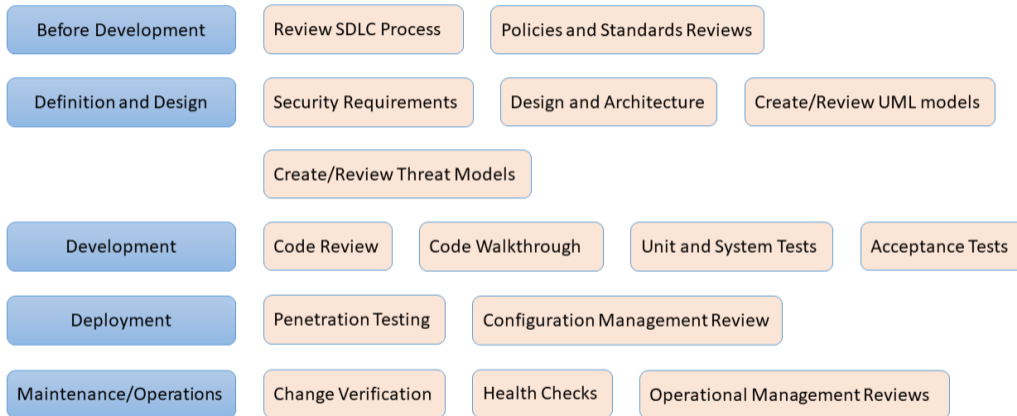 Before Development
Review SDLC Process
Policies and Standards Reviews
Definition and Design
Security Requirements
Design and Architecture
Create/Review UML models
Create/Review Threat Models
Development
Code Review
Code Walkthrough
Unit and System Tests
Acceptance Tests
Deployment
Penetration Testing
Configuration Management Review
Maintenance/Operations
Change Verification
Health Checks
Operational Management Reviews